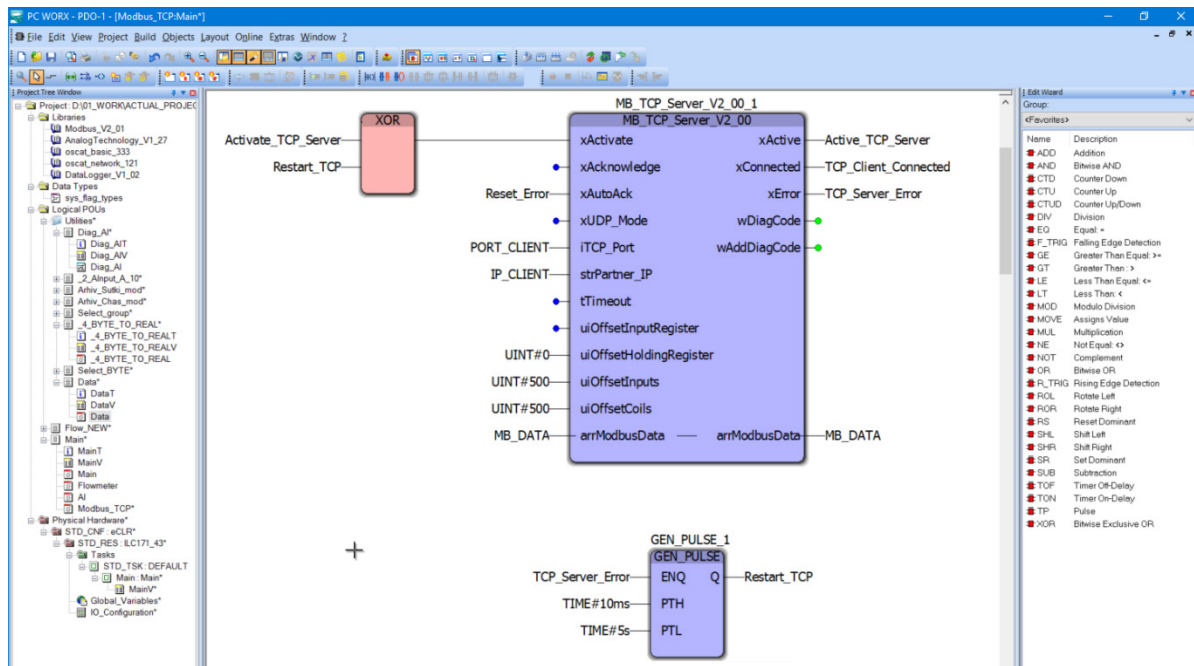 PC WORX - PDO-1 - [Modbus_TCP:Main*]
File Edit View Project Build Objects Layout Online Extras Window ?
Project Tree Window
Project: D:\01_WORK\ACTUAL_PROJEC
Libraries
Modbus_V2_01
AnalogTechnology_V1_27
oscat_basic_333
oscat_network_121
DataLogger_V1_02
Data Types
sys_flag_types
Logical POUs
Utilities*
Diag_AI*
Diag_AIT
Diag_AIV
Diag_AI
_2_AInput_A_10*
Arhiv_Sutki_mod*
Arhiv_Chas_mod*
Select_group*
_4_BYTE_TO_REAL*
_4_BYTE_TO_REALT
_4_BYTE_TO_REALV
_4_BYTE_TO_REAL
Select_BYTE*
Data*
DataT
DataV
Data
Flow_NEW*
Main*
MainT
MainV
Main
Flowmeter
AI
Modbus_TCP*
Physical Hardware*
STD_CNF : eCLR*
STD_RES : ILC171_43*
Tasks
STD_TSK : DEFAULT
Main : Main*
MainV*
Global_Variables*
IO_Configuration*
XOR
Activate_TCP_Server
Restart_TCP
MB_TCP_Server_V2_00_1
MB_TCP_Server_V2_00
xActivate xActive Active_TCP_Server
xAcknowledge xConnected TCP_Client_Connected
Reset_Error xAutoAck xError TCP_Server_Error
xUDP_Mode wDiagCode
PORT_CLIENT iTCP_Port wAddDiagCode
IP_CLIENT strPartner_IP
tTimeout
uiOffsetInputRegister
UINT#0 uiOffsetHoldingRegister
UINT#500 uiOffsetInputs
UINT#500 uiOffsetCoils
MB_DATA arrModbusData arrModbusData MB_DATA
GEN_PULSE_1
GEN_PULSE
TCP_Server_Error ENQ Q Restart_TCP
TIME#10ms PTH
TIME#5s PTL
Edit Wizard
Group:
<Favorites>
Name Description
ADD Addition
AND Bitwise AND
CTD Counter Down
CTU Counter Up
CTUD Counter Up/Down
DIV Division
EQ Equal: =
F_TRIG Falling Edge Detection
GE Greater Than Equal: >=
GT Greater Than : >
LE Less Than Equal: <=
LT Less Than: <
MOD Modulo Division
MOVE Assigns Value
MUL Multiplication
NE Not Equal: <>
NOT Complement
OR Bitwise OR
R_TRIG Rising Edge Detection
ROL Rotate Left
ROR Rotate Right
RS Reset Dominant
SHL Shift Left
SHR Shift Right
SR Set Dominant
SUB Subtraction
TOF Timer Off-Delay
TON Timer On-Delay
TP Pulse
XOR Bitwise Exclusive OR